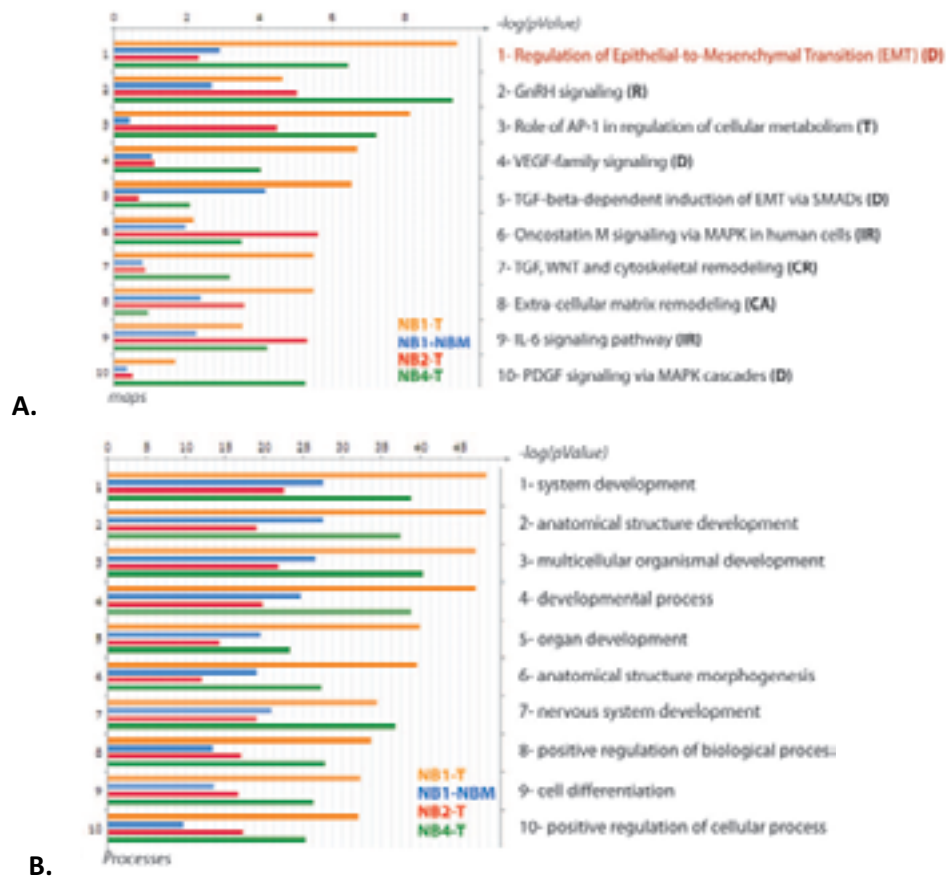 0 2 4 6 8
-log(pValue)
1- Regulation of Epithelial-to-Mesenchymal Transition (EMT) (D)
2- GnRH signaling (R)
3- Role of AP-1 in regulation of cellular metabolism (T)
4- VEGF-family signaling (D)
5- TGF-beta-dependent induction of EMT via SMADs (D)
6- Oncostatin M signaling via MAPK in human cells (IR)
7- TGF, WNT and cytoskeletal remodeling (CR)
8- Extra-cellular matrix remodeling (CA)
9- IL-6 signaling pathway (IR)
10- PDGF signaling via MAPK cascades (D)
1
2
3
4
5
6
7
8
9
10
NB1-T
NB1-NBM
NB2-T
NB4-T
maps
A.
0 5 10 15 20 25 30 35 40 45
-log(pValue)
1- system development
2- anatomical structure development
3- multicellular organismal development
4- developmental process
5- organ development
6- anatomical structure morphogenesis
7- nervous system development
8- positive regulation of biological proces..
9- cell differentiation
10- positive regulation of cellular process
1
2
3
4
5
6
7
8
9
10
NB1-T
NB1-NBM
NB2-T
NB4-T
Processes
B.